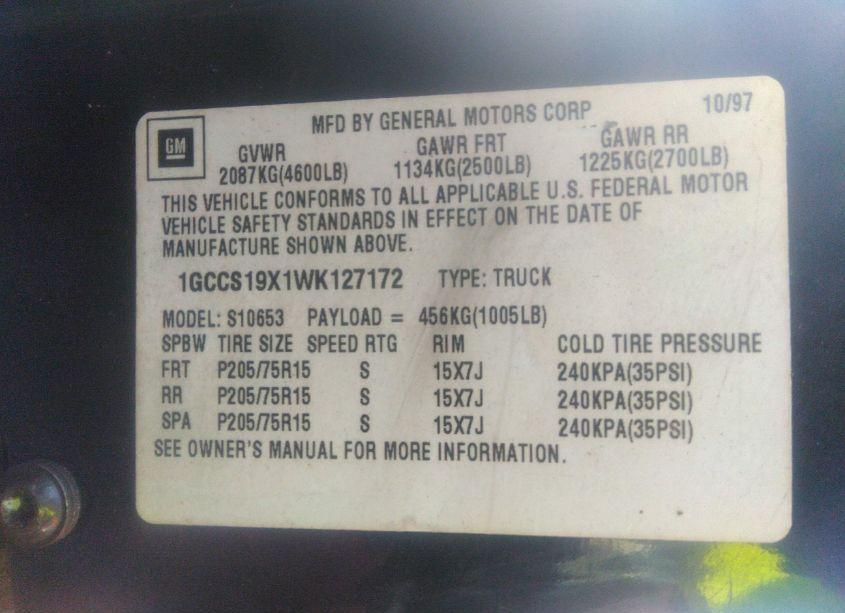 MFD BY GENERAL MOTORS CORP 10/97
GM
GVWR GAWR FRT GAWR RR
2087KG(4600LB) 1134KG(2500LB) 1225KG(2700LB)
THIS VEHICLE CONFORMS TO ALL APPLICABLE U.S. FEDERAL MOTOR
VEHICLE SAFETY STANDARDS IN EFFECT ON THE DATE OF
MANUFACTURE SHOWN ABOVE.
1GCCS19X1WK127172 TYPE: TRUCK
MODEL: S10653 PAYLOAD = 456KG(1005LB)
SPBW TIRE SIZE SPEED RTG RIM COLD TIRE PRESSURE
FRT P205/75R15 S 15X7J 240KPA(35PSI)
RR P205/75R15 S 15X7J 240KPA(35PSI)
SPA P205/75R15 S 15X7J 240KPA(35PSI)
SEE OWNER'S MANUAL FOR MORE INFORMATION.